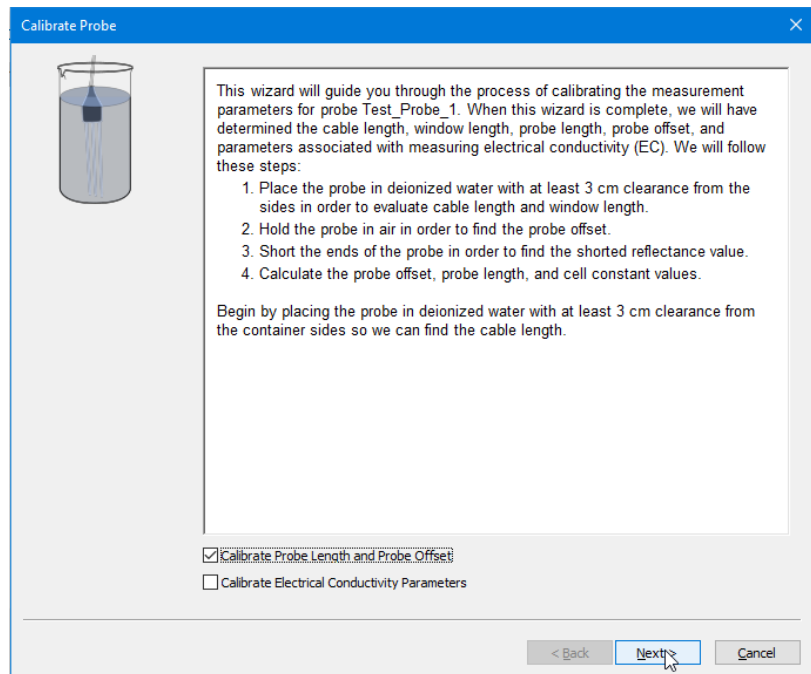 Calibrate Probe
This wizard will guide you through the process of calibrating the measurement
parameters for probe Test_Probe_1. When this wizard is complete, we will have
determined the cable length, window length, probe length, probe offset, and
parameters associated with measuring electrical conductivity (EC). We will follow
these steps:
1. Place the probe in deionized water with at least 3 cm clearance from the
sides in order to evaluate cable length and window length.
2. Hold the probe in air in order to find the probe offset.
3. Short the ends of the probe in order to find the shorted reflectance value.
4. Calculate the probe offset, probe length, and cell constant values.
Begin by placing the probe in deionized water with at least 3 cm clearance from
the container sides so we can find the cable length.
Calibrate Probe Length and Probe Offset
Calibrate Electrical Conductivity Parameters
< Back Next > Cancel